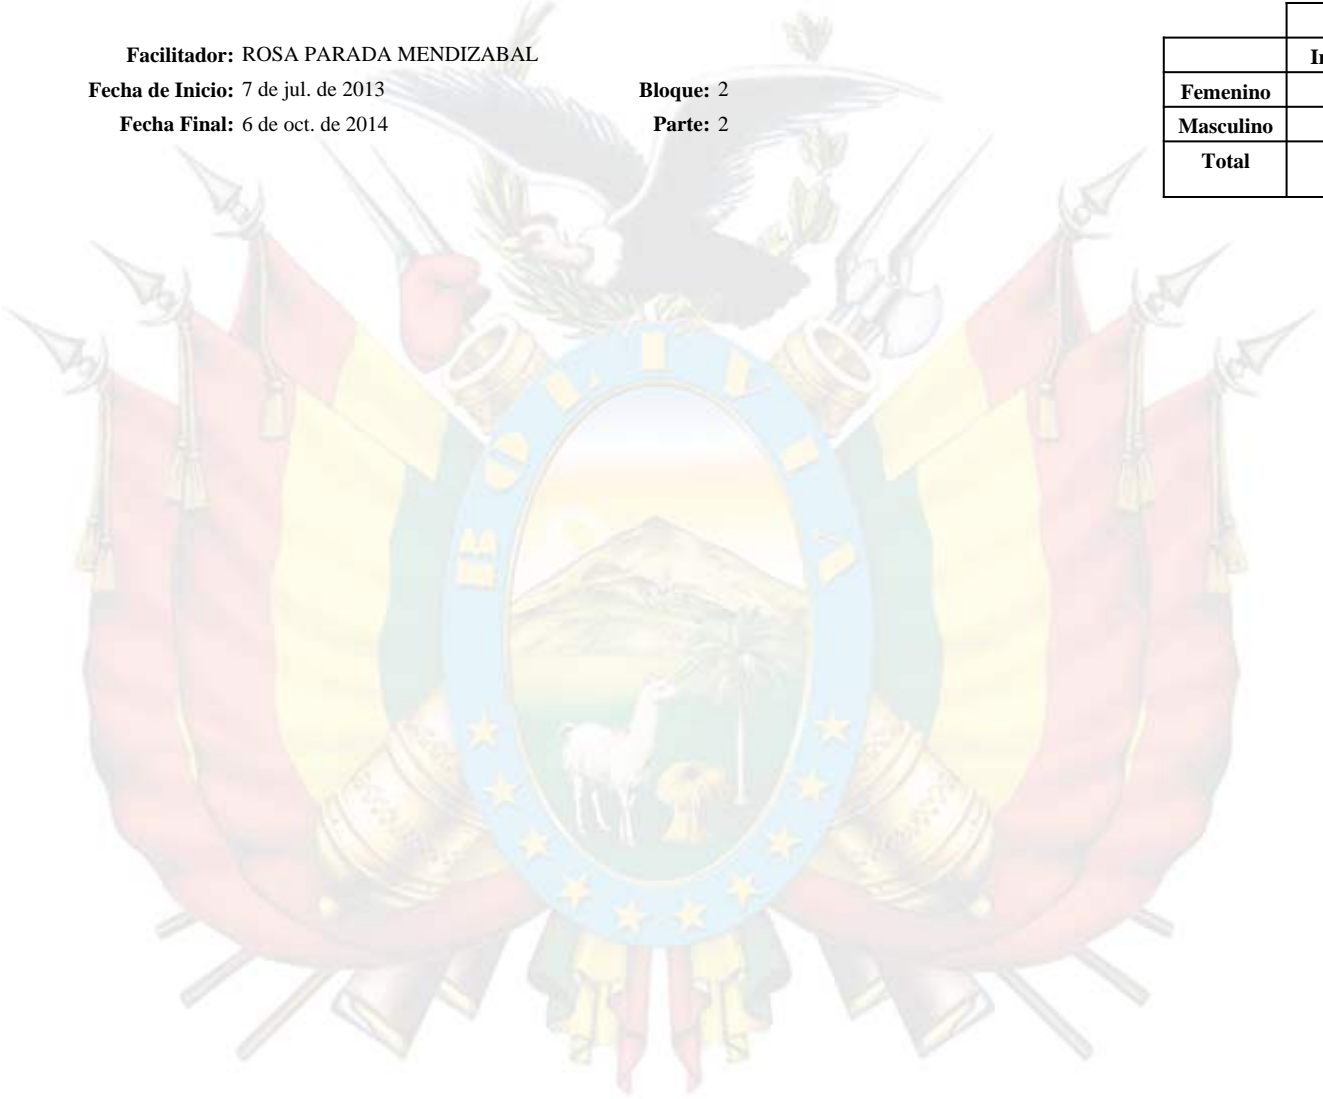 Facilitador: ROSA PARADA MENDIZABAL
Fecha de Inicio: 7 de jul. de 2013 Bloque: 2
Fecha Final: 6 de oct. de 2014 Parte: 2
Femenino
Masculino
Total
BOLIVIA